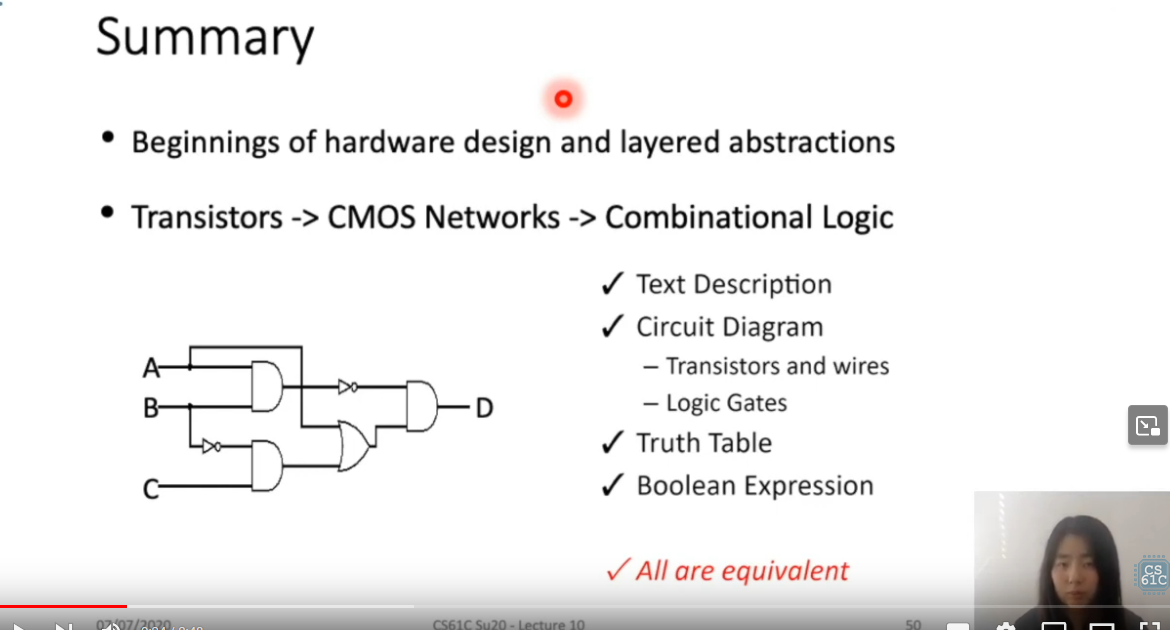 Summary
• Beginnings of hardware design and layered abstractions
• Transistors -> CMOS Networks -> Combinational Logic
✓ Text Description
✓ Circuit Diagram
– Transistors and wires
– Logic Gates
✓ Truth Table
✓ Boolean Expression
✓ All are equivalent
A
B
C
D
CS
61C
07/07/2020
CS61C Su20 - Lecture 10
50